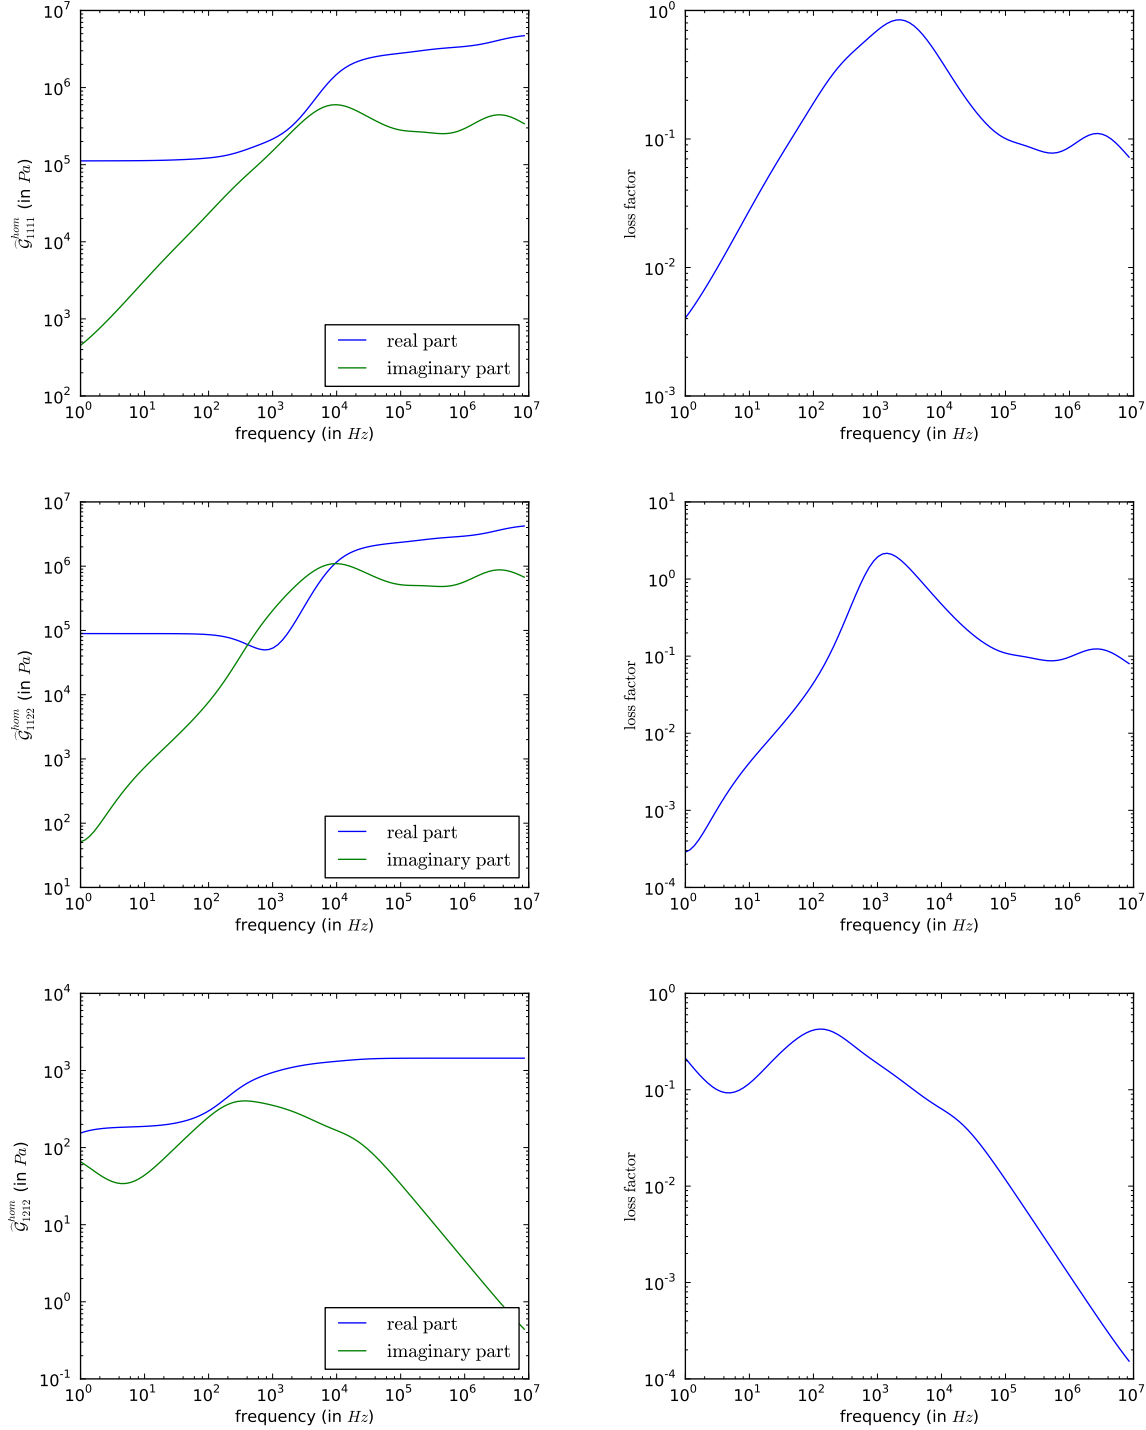 10^7
10^6
10^5
10^4
10^3
10^2
10^0 10^1 10^2 10^3 10^4 10^5 10^6 10^7
frequency (in Hz)
𝒢̂^hom_1111 (in Pa)
real part
imaginary part
10^0
10^-1
10^-2
10^-3
10^0 10^1 10^2 10^3 10^4 10^5 10^6 10^7
frequency (in Hz)
loss factor
10^7
10^6
10^5
10^4
10^3
10^2
10^1
10^0 10^1 10^2 10^3 10^4 10^5 10^6 10^7
frequency (in Hz)
𝒢̂^hom_1122 (in Pa)
real part
imaginary part
10^1
10^0
10^-1
10^-2
10^-3
10^-4
10^0 10^1 10^2 10^3 10^4 10^5 10^6 10^7
frequency (in Hz)
loss factor
10^4
10^3
10^2
10^1
10^0
10^-1
10^0 10^1 10^2 10^3 10^4 10^5 10^6 10^7
frequency (in Hz)
𝒢̂^hom_1212 (in Pa)
real part
imaginary part
10^0
10^-1
10^-2
10^-3
10^-4
10^0 10^1 10^2 10^3 10^4 10^5 10^6 10^7
frequency (in Hz)
loss factor